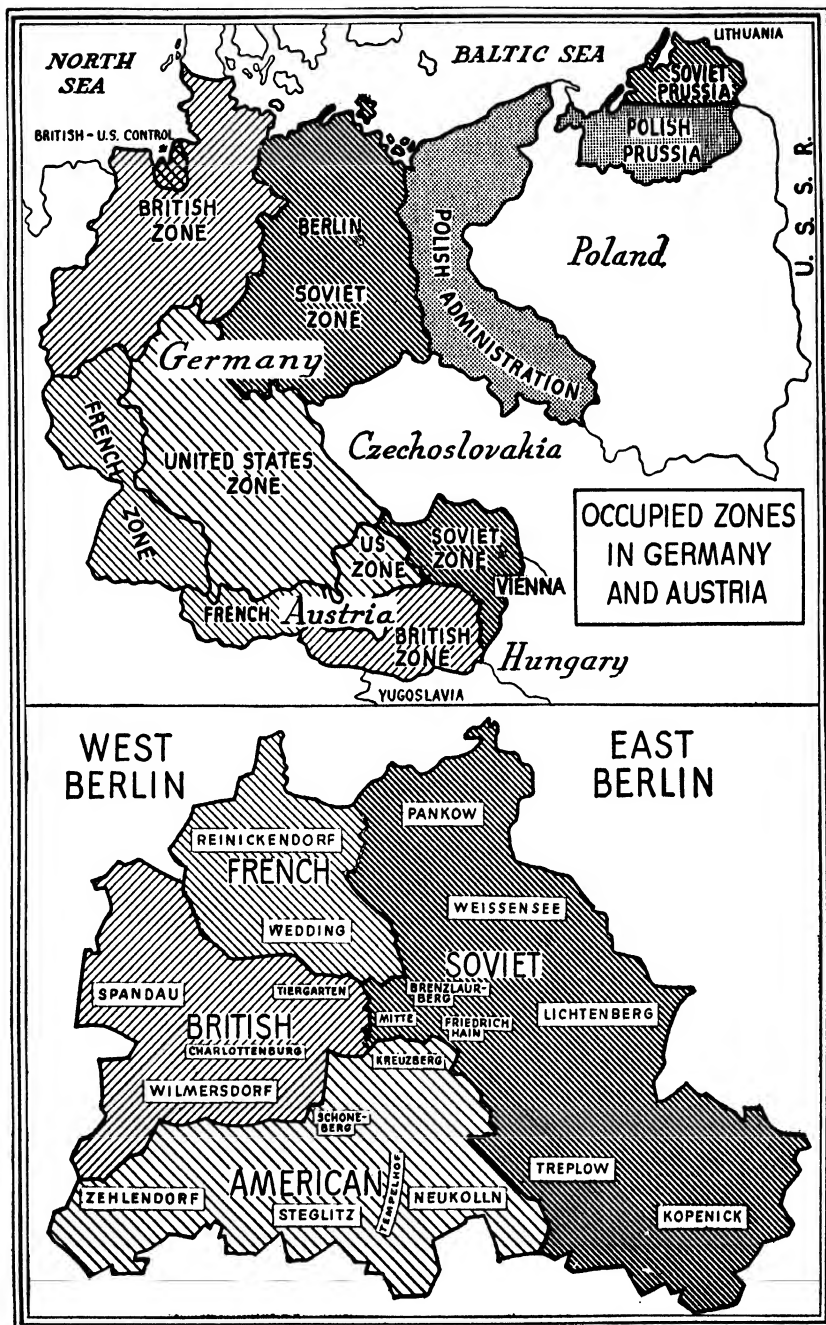 NORTH
SEA
BALTIC SEA
LITHUANIA
SOVIET
PRUSSIA
POLISH
PRUSSIA
U. S. S. R.
BRITISH - U.S. CONTROL
*
BRITISH
ZONE
BERLIN
SOVIET
ZONE
POLISH
ADMINISTRATION
Poland
Germany
FRENCH
ZONE
UNITED STATES
ZONE
Czechoslovakia
US
ZONE
SOVIET
ZONE
VIENNA
FRENCH
Austria
BRITISH
ZONE
Hungary
YUGOSLAVIA
OCCUPIED ZONES
IN GERMANY
AND AUSTRIA
WEST
BERLIN
EAST
BERLIN
REINICKENDORF
FRENCH
WEDDING
PANKOW
WEISSENSEE
SOVIET
BRENZLAUR-
BERG
MITTE
FRIEDRICH
HAIN
LICHTENBERG
SPANDAU
TIERGARTEN
BRITISH
CHARLOTTENBURG
WILMERSDORF
KREUZBERG
SCHÖNE-
BERG
ZEHLENDORF
AMERICAN
STEGLITZ
TEMPELHOF
NEUKOLLN
TREPLOW
KOPENICK